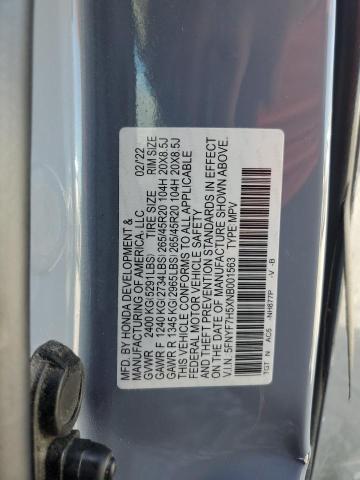 MFD. BY HONDA DEVELOPMENT & 02/22
MANUFACTURING OF AMERICA, LLC
TIRE SIZE RIM SIZE
GVWR 2400 KG(5291LBS)
GAWR F 1240 KG(2734LBS) 265/45R20 104H 20X8.5J
GAWR R 1345 KG(2965LBS) 265/45R20 104H 20X8.5J
THIS VEHICLE CONFORMS TO ALL APPLICABLE
FEDERAL MOTOR VEHICLE SAFETY
AND THEFT PREVENTION STANDARDS IN EFFECT
ON THE DATE OF MANUFACTURE SHOWN ABOVE.
V.I.N. 5FNYF7H5XNB001563 TYPE: MPV
TGT N AC5 -NH877P -V -B